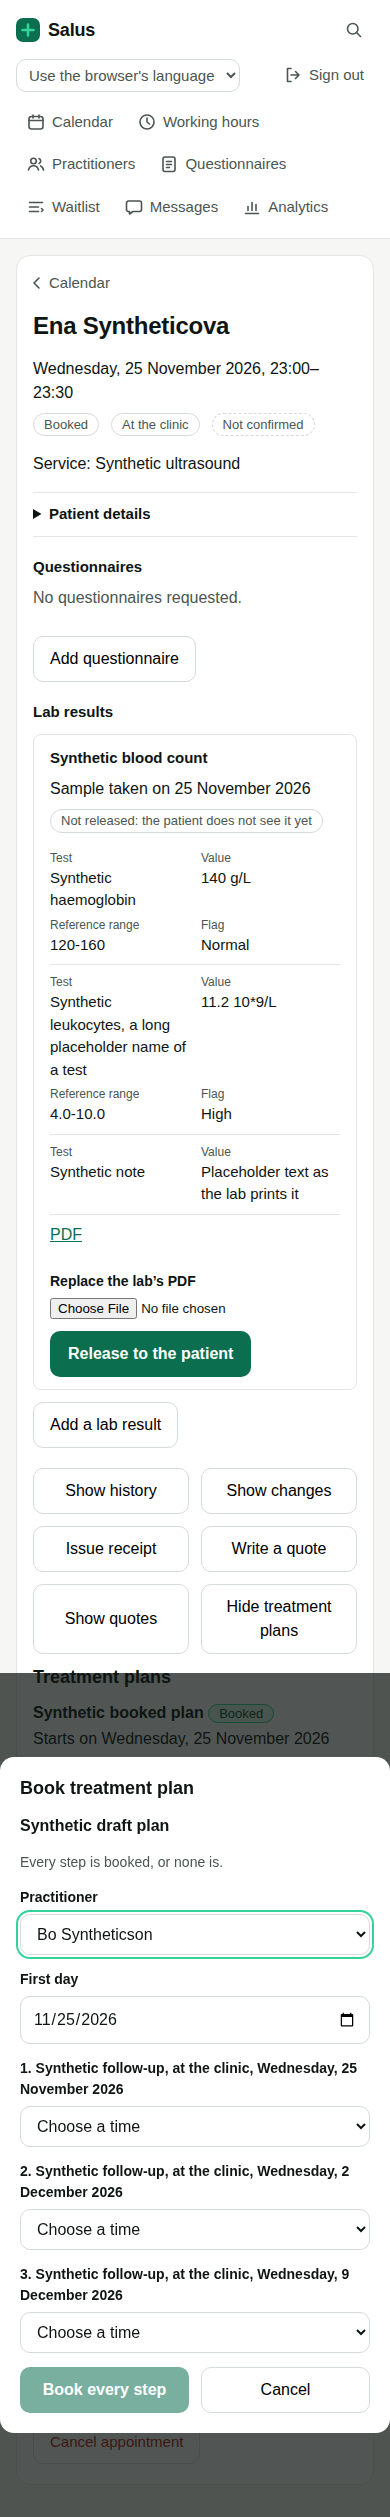 Salus
Use the browser's language
Sign out
Calendar
Working hours
Practitioners
Questionnaires
Waitlist
Messages
Analytics
Calendar
Ena Syntheticova
Wednesday, 25 November 2026, 23:00–
23:30
Booked
At the clinic
Not confirmed
Service: Synthetic ultrasound
Patient details
Questionnaires
No questionnaires requested.
Add questionnaire
Lab results
Synthetic blood count
Sample taken on 25 November 2026
Not released: the patient does not see it yet
Test
Value
Synthetic
haemoglobin
140 g/L
Reference range
Flag
120-160
Normal
Test
Value
Synthetic
leukocytes, a long
placeholder name of
a test
11.2 10*9/L
Reference range
Flag
4.0-10.0
High
Test
Value
Synthetic note
Placeholder text as
the lab prints it
PDF
Replace the lab’s PDF
Choose File
No file chosen
Release to the patient
Add a lab result
Show history
Show changes
Issue receipt
Write a quote
Show quotes
Hide treatment
plans
Treatment plans
Synthetic booked plan
Booked
Starts on Wednesday, 25 November 2026
Book treatment plan
Synthetic draft plan
Every step is booked, or none is.
Practitioner
Bo Syntheticson
First day
11/25/2026
1. Synthetic follow-up, at the clinic, Wednesday, 25
November 2026
Choose a time
2. Synthetic follow-up, at the clinic, Wednesday, 2
December 2026
Choose a time
3. Synthetic follow-up, at the clinic, Wednesday, 9
December 2026
Choose a time
Book every step
Cancel
Cancel appointment